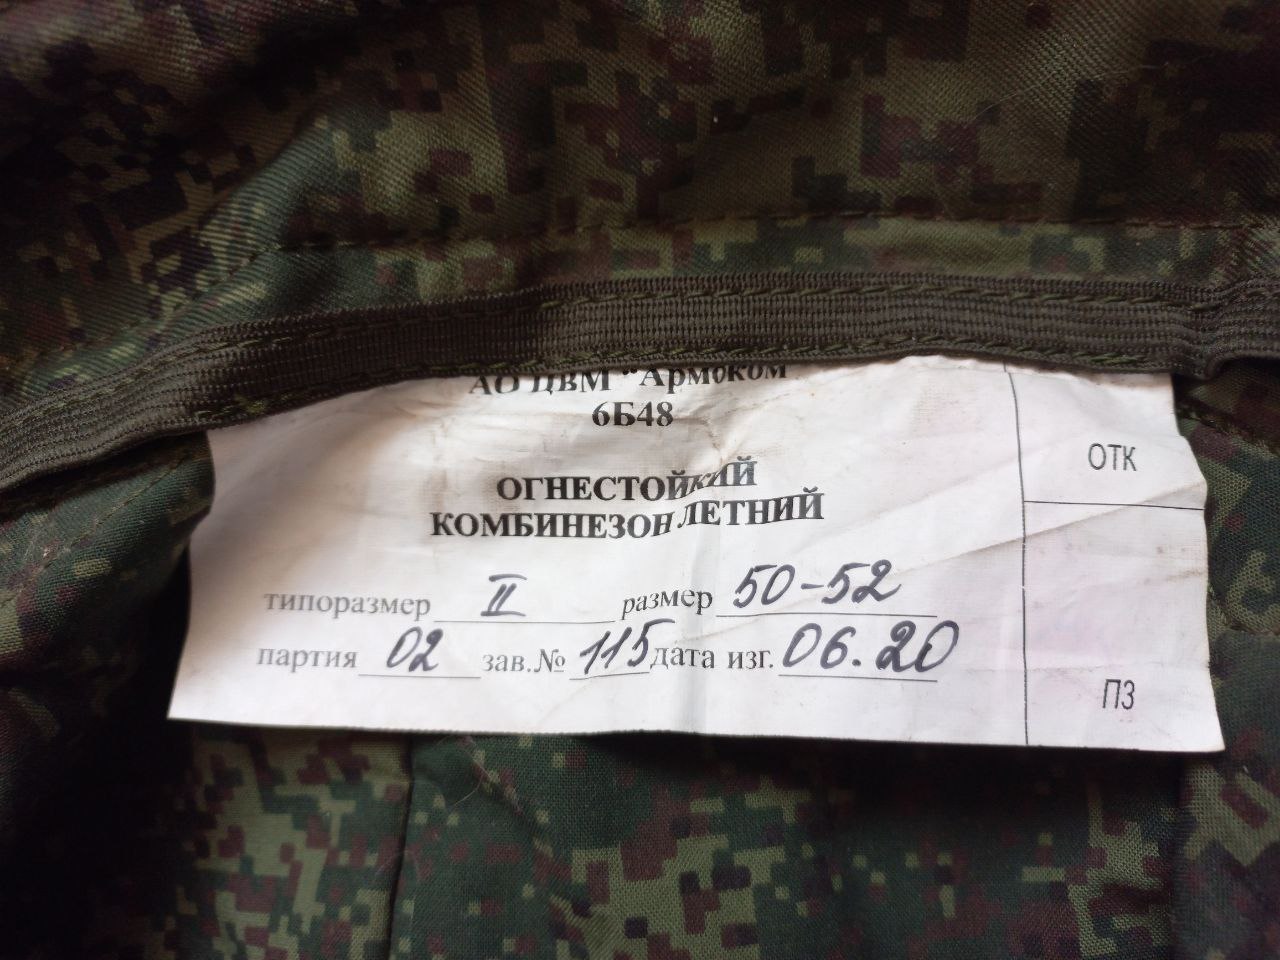 АО ЦВМ "Армоком
6Б48
ОГНЕСТОЙКИЙ
КОМБИНЕЗОН ЛЕТНИЙ
типоразмер II размер 50-52
партия 02 зав.№ 115 дата изг. 06.20
ОТК
ПЗ